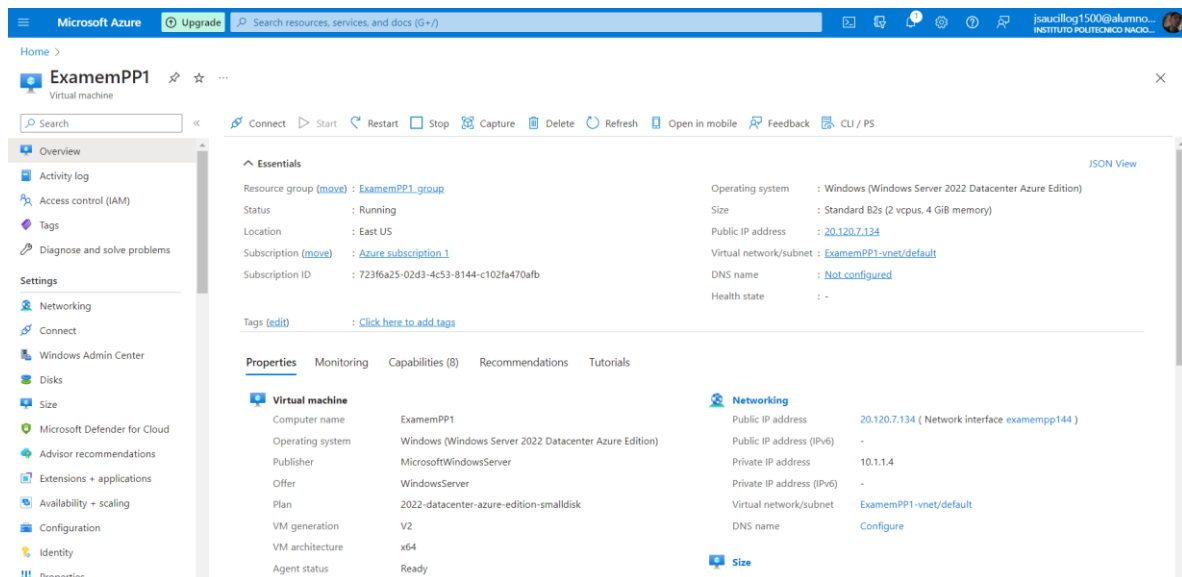 Microsoft Azure
Upgrade
Search resources, services, and docs (G+/)
1
jsaucillog1500@alumno...
INSTITUTO POLITECNICO NACIO...
Home >
ExamemPP1
...
Virtual machine
Search
«
Connect Start Restart Stop Capture Delete Refresh Open in mobile Feedback CLI / PS
Overview
Activity log
Access control (IAM)
Tags
Diagnose and solve problems
Settings
Networking
Connect
Windows Admin Center
Disks
Size
Microsoft Defender for Cloud
Advisor recommendations
Extensions + applications
Availability + scaling
Configuration
Identity
Properties
Essentials
JSON View
Resource group (move) : ExamemPP1_group
Status : Running
Location : East US
Subscription (move) : Azure subscription 1
Subscription ID : 723f6a25-02d3-4c53-8144-c102fa470afb
Operating system : Windows (Windows Server 2022 Datacenter Azure Edition)
Size : Standard B2s (2 vcpus, 4 GiB memory)
Public IP address : 20.120.7.134
Virtual network/subnet : ExamemPP1-vnet/default
DNS name : Not configured
Health state : -
Tags (edit) : Click here to add tags
Properties Monitoring Capabilities (8) Recommendations Tutorials
Virtual machine
Computer name ExamemPP1
Operating system Windows (Windows Server 2022 Datacenter Azure Edition)
Publisher MicrosoftWindowsServer
Offer WindowsServer
Plan 2022-datacenter-azure-edition-smalldisk
VM generation V2
VM architecture x64
Agent status Ready
Networking
Public IP address 20.120.7.134 ( Network interface examempp144 )
Public IP address (IPv6) -
Private IP address 10.1.1.4
Private IP address (IPv6) -
Virtual network/subnet ExamemPP1-vnet/default
DNS name Configure
Size